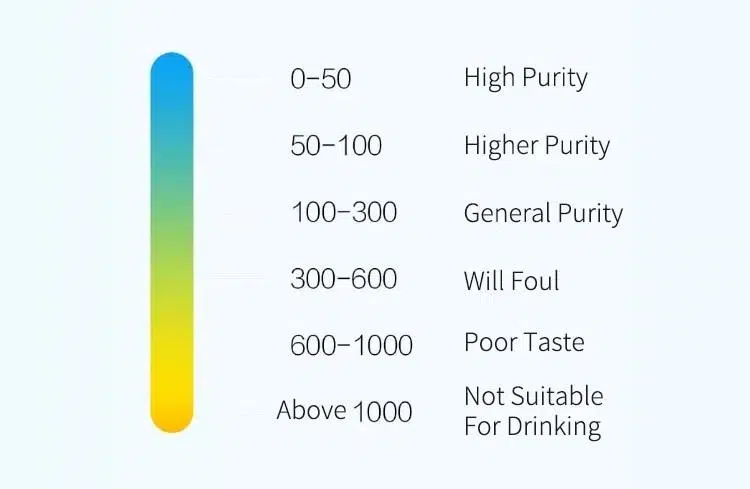 0-50 High Purity
50-100 Higher Purity
100-300 General Purity
300-600 Will Foul
600-1000 Poor Taste
Above 1000 Not Suitable
For Drinking